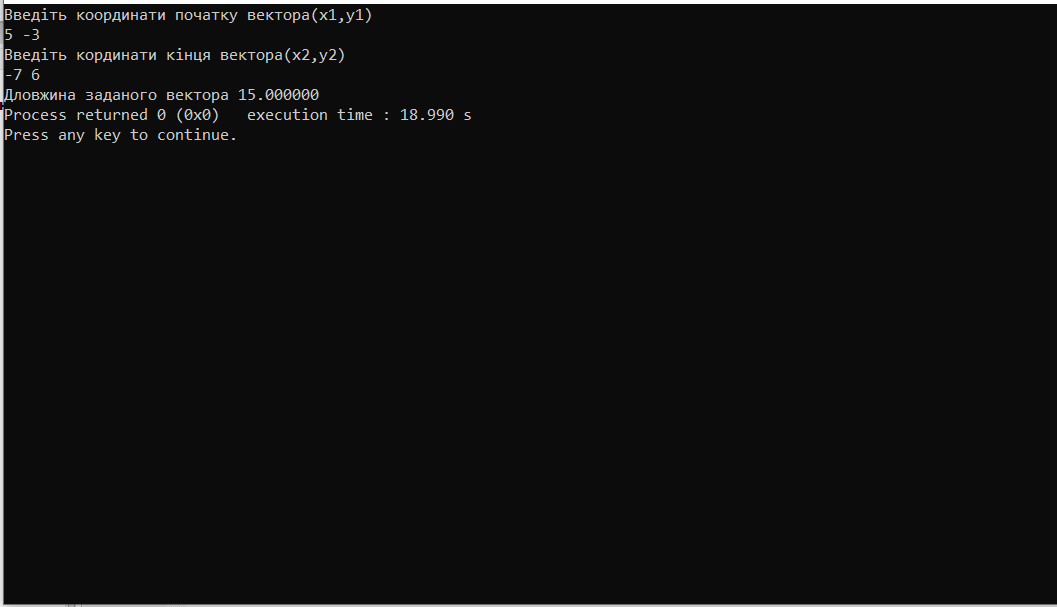 Введіть координати початку вектора(x1,y1)
5 -3
Введіть кординати кінця вектора(x2,y2)
-7 6
Дловжина заданого вектора 15.000000
Process returned 0 (0x0)   execution time : 18.990 s
Press any key to continue.